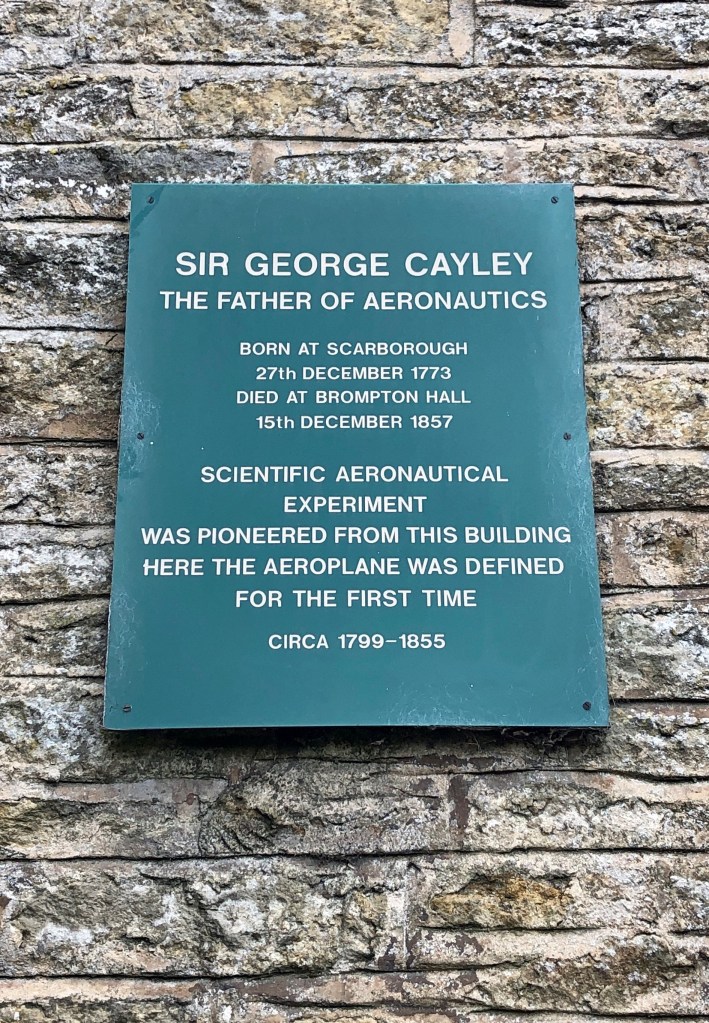 SIR GEORGE CAYLEY
THE FATHER OF AERONAUTICS
BORN AT SCARBOROUGH
27th DECEMBER 1773
DIED AT BROMPTON HALL
15th DECEMBER 1857
SCIENTIFIC AERONAUTICAL
EXPERIMENT
WAS PIONEERED FROM THIS BUILDING
HERE THE AEROPLANE WAS DEFINED
FOR THE FIRST TIME
CIRCA 1799–1855